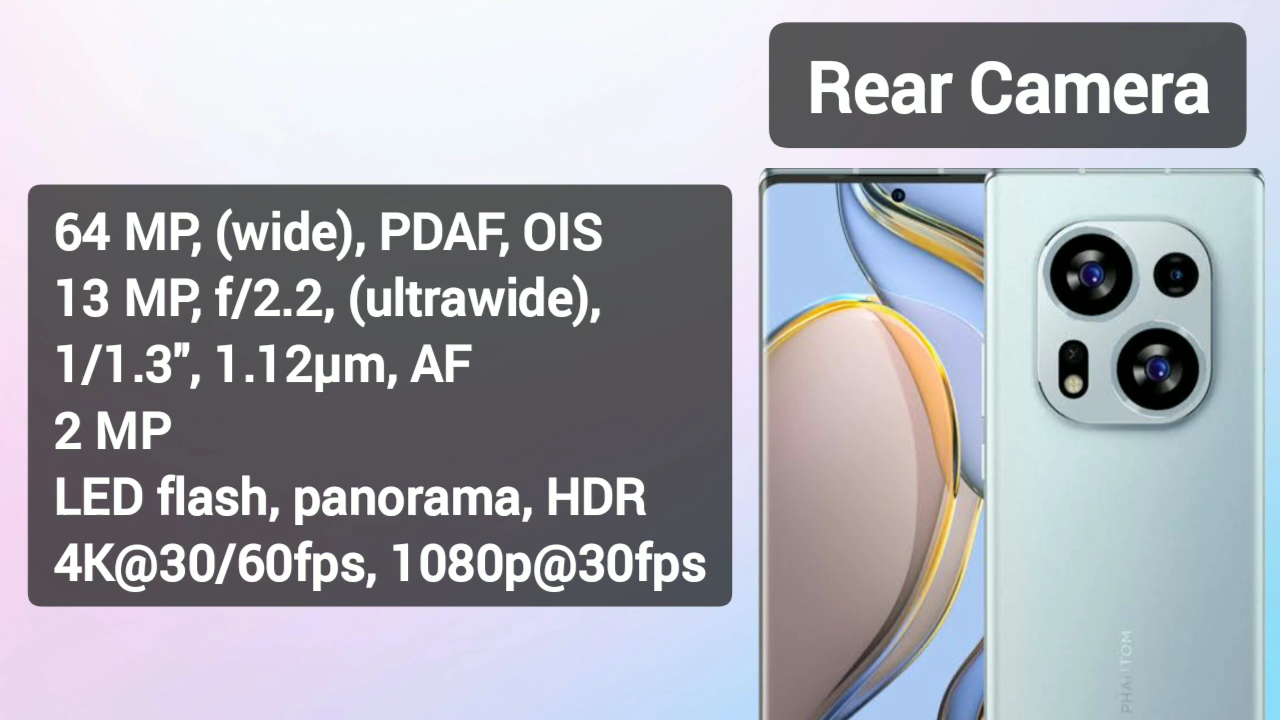 Rear Camera
64 MP, (wide), PDAF, OIS
13 MP, f/2.2, (ultrawide),
1/1.3", 1.12µm, AF
2 MP
LED flash, panorama, HDR
4K@30/60fps, 1080p@30fps
PHANTOM